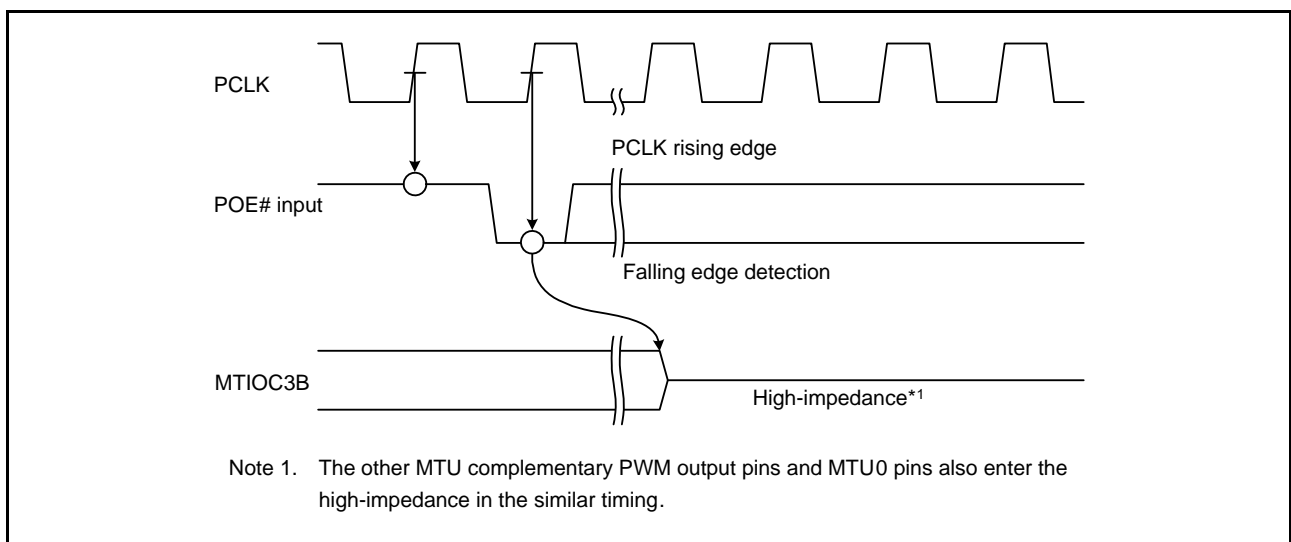 PCLK
PCLK rising edge
POE# input
Falling edge detection
MTIOC3B
High-impedance*1
Note 1. The other MTU complementary PWM output pins and MTU0 pins also enter the
high-impedance in the similar timing.